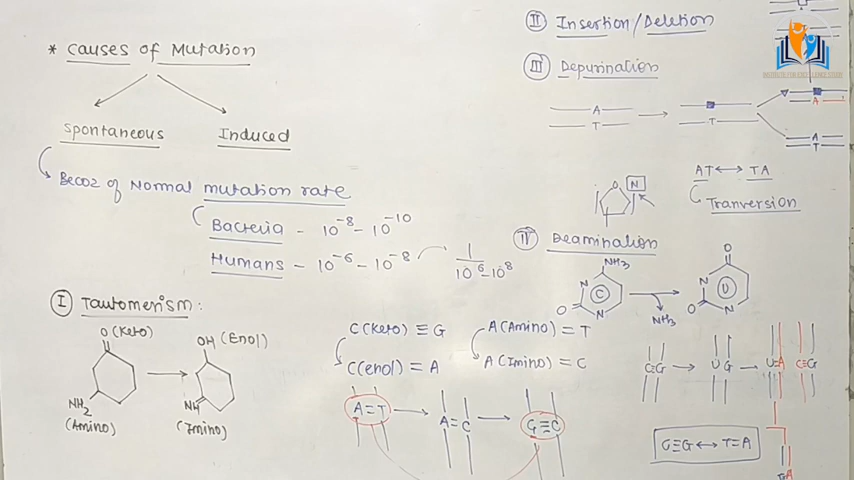 * Causes of Mutation
Spontaneous
Induced
Becoz of Normal mutation rate
Bacteria - 10⁻⁸ - 10⁻¹⁰
Humans - 10⁻⁶ - 10⁻⁸
1
10⁶-10⁸
I Tautomerism:
O (Keto)
NH₂
(Amino)
OH (Enol)
NH
(Imino)
C(Keto) ≡ G
C(enol) = A
A(Amino) = T
A(Imino) = C
A=T
A=C
G≡C
II Insertion/Deletion
III Depurination
A
T
T
A
A
T
AT ↔ TA
Tranversion
O
N
IV Deamination
NH₃
N
C
O
N
NH₃
O
N
U
O
N
C≡G
U G
U=A
C≡G
C≡G ↔ T=A
T A